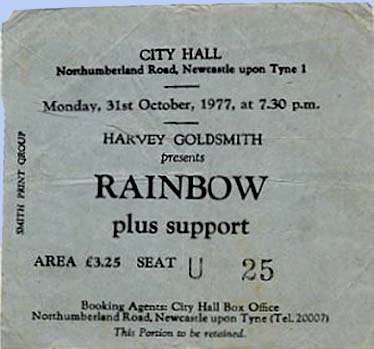 CITY HALL
Northumberland Road, Newcastle upon Tyne 1
Monday, 31st October, 1977, at 7.30 p.m.
HARVEY GOLDSMITH
presents
RAINBOW
plus support
AREA £3.25 SEAT U 25
Booking Agents: City Hall Box Office
Northumberland Road, Newcastle upon Tyne (Tel. 20007)
This Portion to be retained.
SMITH PRINT GROUP